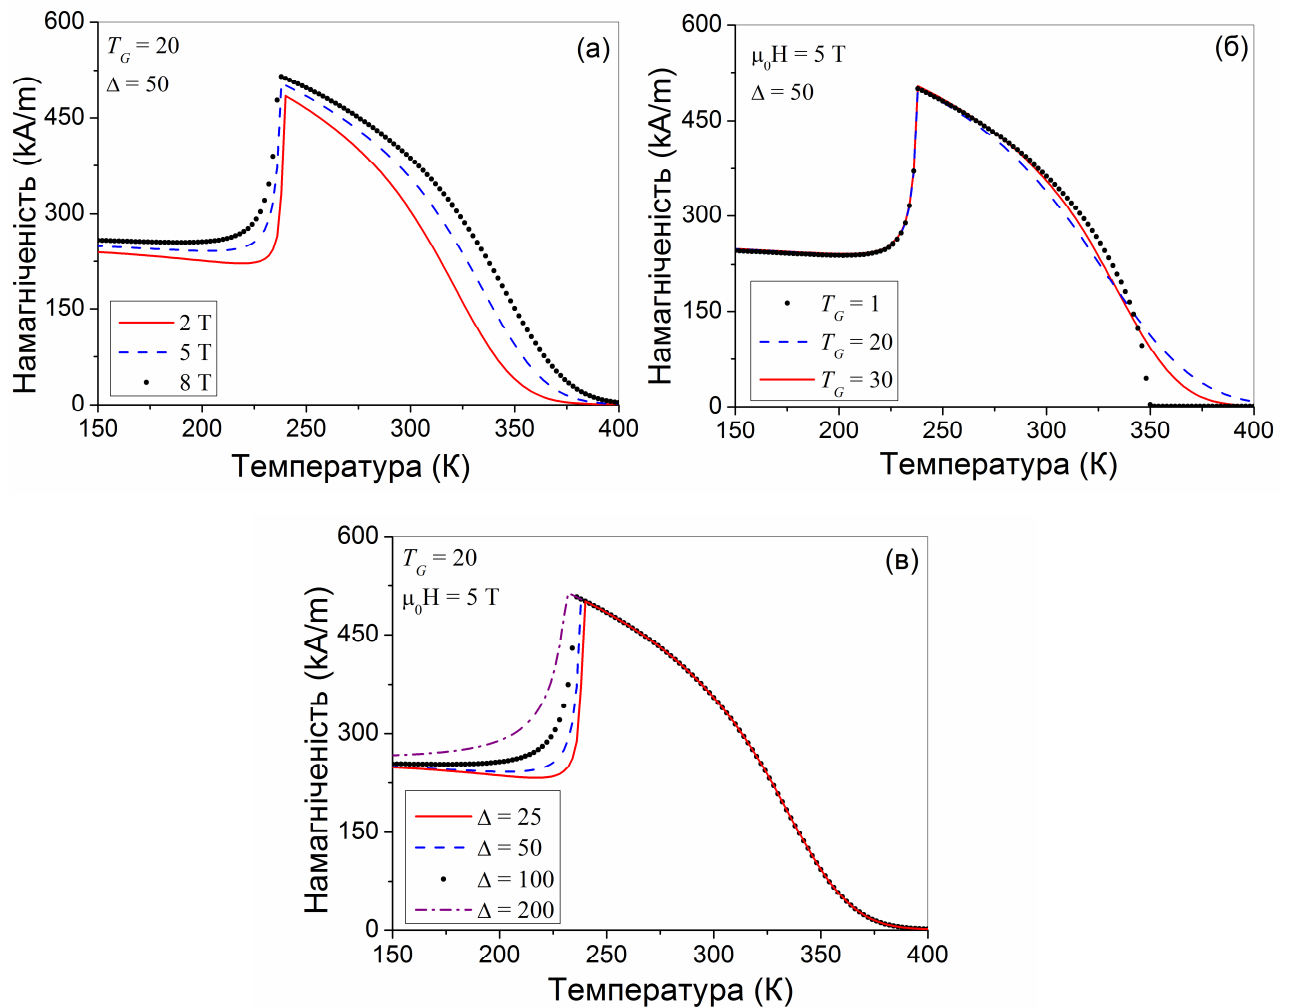 600
450
300
150
0
150
200
250
300
350
400
Намагніченість (kA/m)
Температура (К)
T_G = 20
Δ = 50
(а)
2 T
5 T
8 T
600
450
300
150
0
150
200
250
300
350
400
Намагніченість (kA/m)
Температура (К)
μ₀H = 5 T
Δ = 50
(б)
T_G = 1
T_G = 20
T_G = 30
600
450
300
150
0
150
200
250
300
350
400
Намагніченість (kA/m)
Температура (К)
T_G = 20
μ₀H = 5 T
(в)
Δ = 25
Δ = 50
Δ = 100
Δ = 200